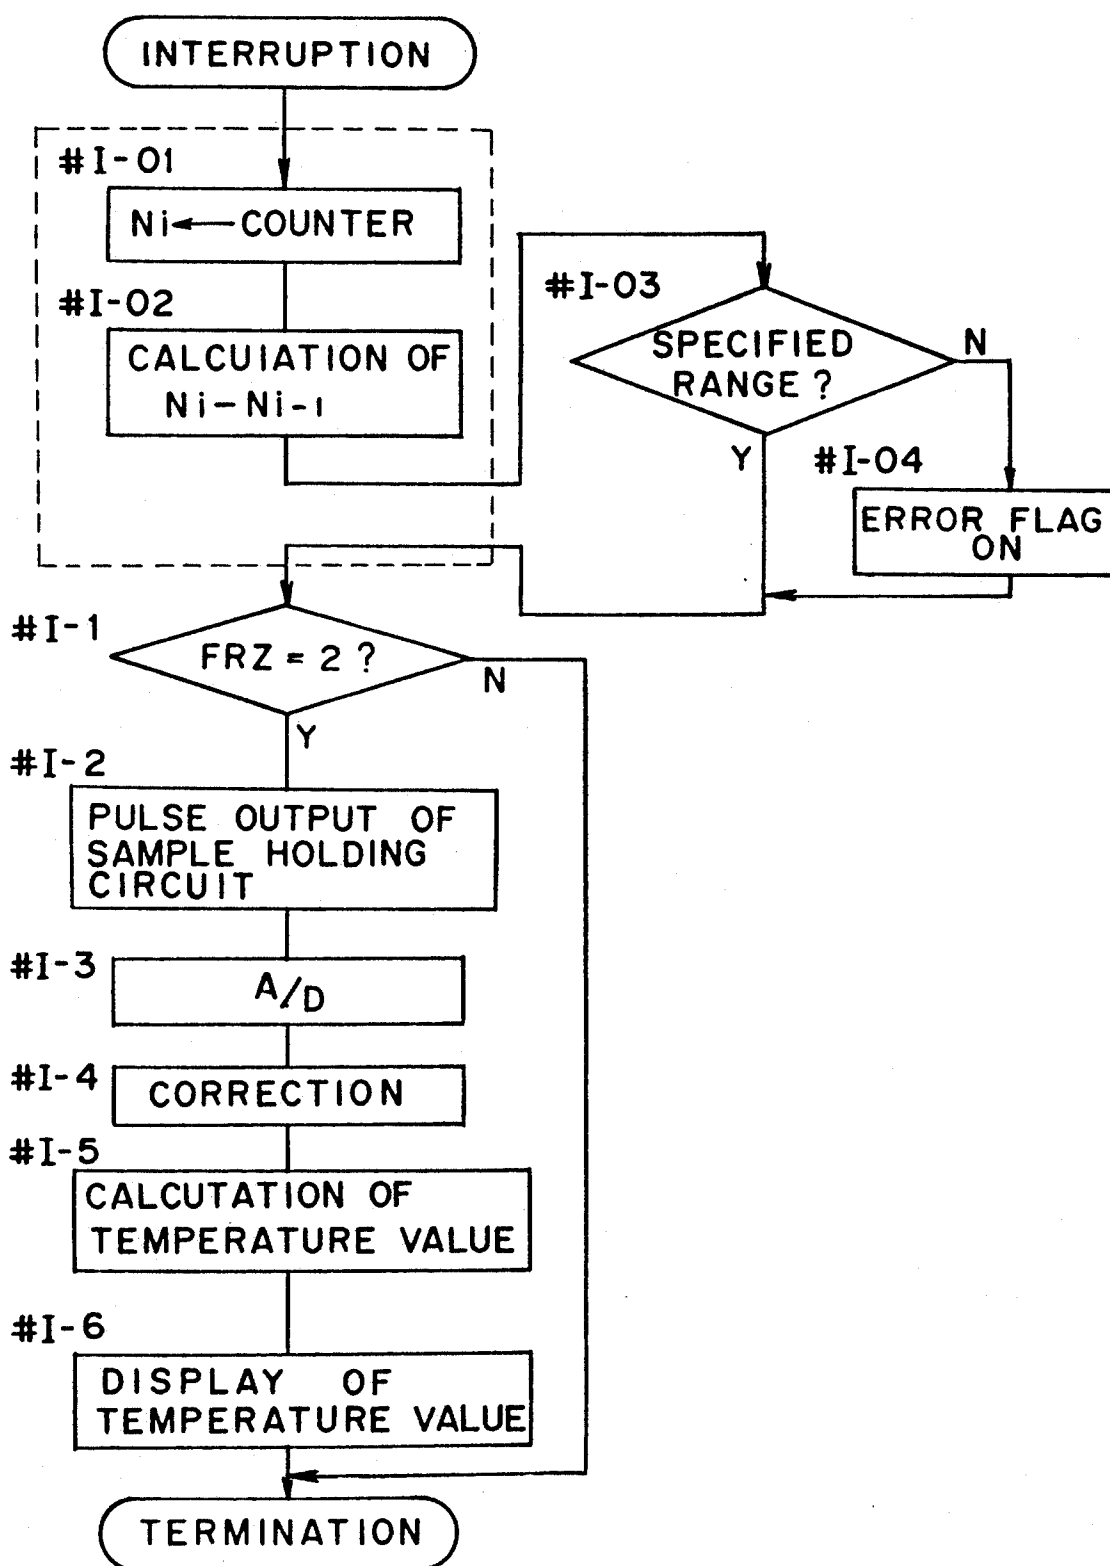 INTERRUPTION
#I-01
Ni←COUNTER
#I-02
CALCUIATION OF
Ni-Ni-1
#I-03
SPECIFIED
RANGE?
N
Y
#I-04
ERROR FLAG
ON
#I-1
FRZ = 2 ?
N
Y
#I-2
PULSE OUTPUT OF
SAMPLE HOLDING
CIRCUIT
#I-3
A/D
#I-4
CORRECTION
#I-5
CALCUTATION OF
TEMPERATURE VALUE
#I-6
DISPLAY OF
TEMPERATURE VALUE
TERMINATION